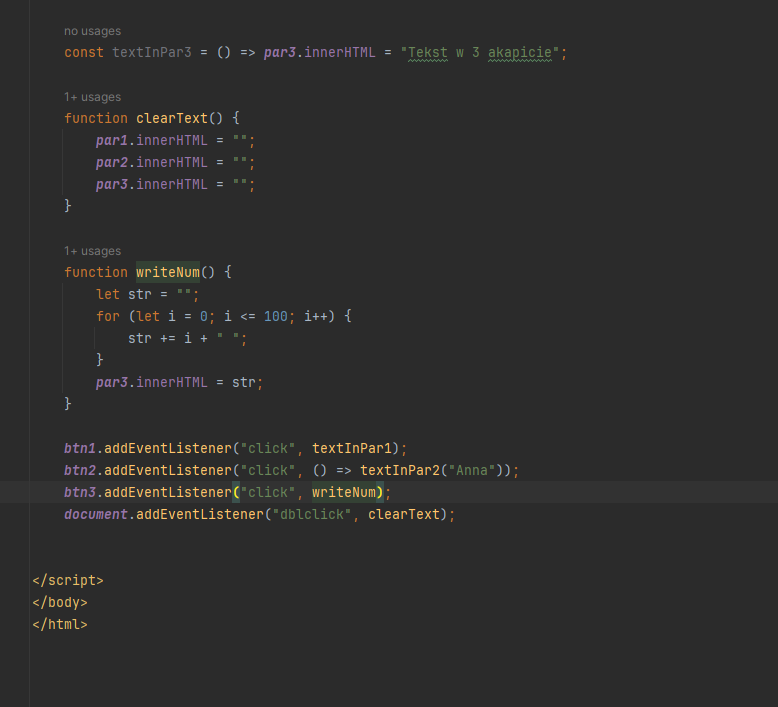 no usages
const textInPar3 = () => par3.innerHTML = "Tekst w 3 akapicie";
1+ usages
function clearText() {
par1.innerHTML = "";
par2.innerHTML = "";
par3.innerHTML = "";
}
1+ usages
function writeNum() {
let str = "";
for (let i = 0; i <= 100; i++) {
str += i + " ";
}
par3.innerHTML = str;
}
btn1.addEventListener("click", textInPar1);
btn2.addEventListener("click", () => textInPar2("Anna"));
btn3.addEventListener("click", writeNum);
document.addEventListener("dblclick", clearText);
</script>
</body>
</html>